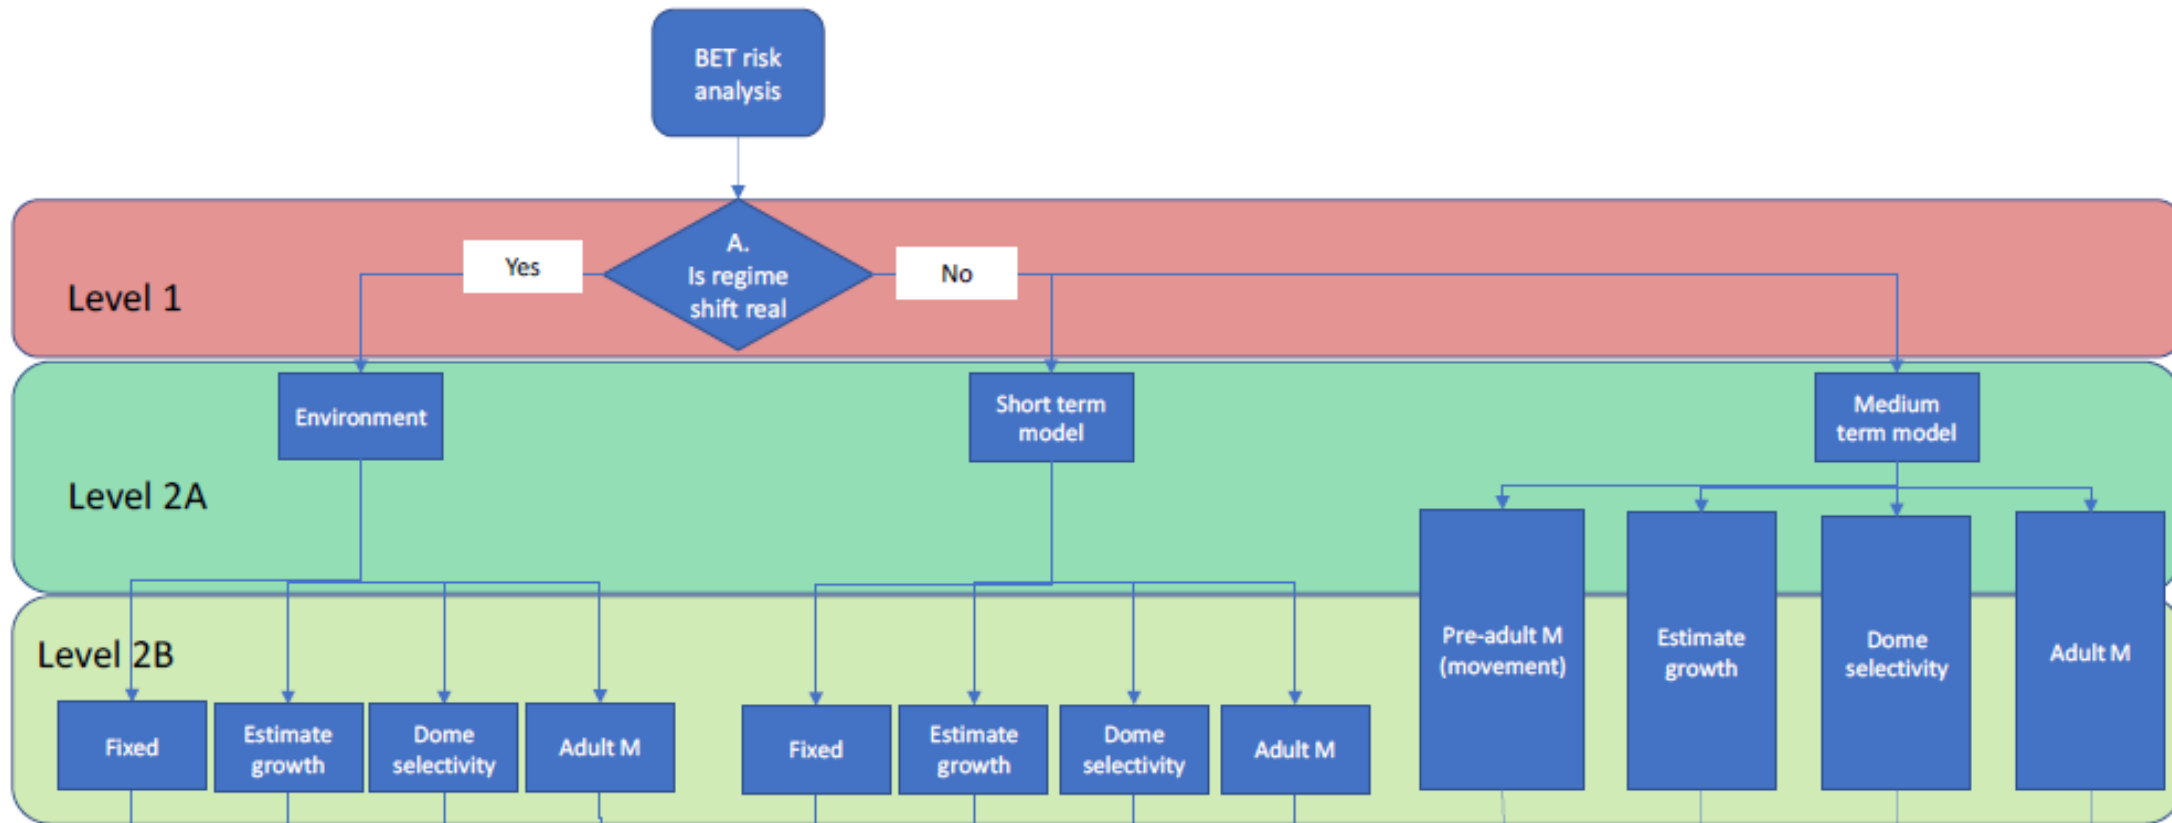 BET risk
analysis
Level 1
Yes
A.
Is regime
shift real
No
Level 2A
Environment
Short term
model
Medium
term model
Level 2B
Fixed
Estimate
growth
Dome
selectivity
Adult M
Fixed
Estimate
growth
Dome
selectivity
Adult M
Pre-adult M
(movement)
Estimate
growth
Dome
selectivity
Adult M